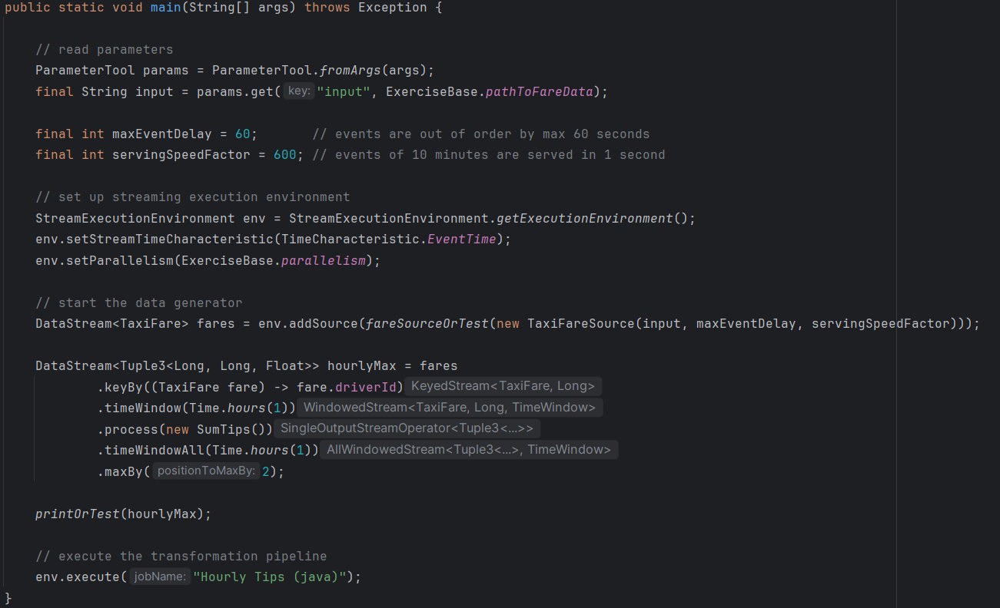 public static void main(String[] args) throws Exception {
// read parameters
ParameterTool params = ParameterTool.fromArgs(args);
final String input = params.get( key: "input", ExerciseBase.pathToFareData);
final int maxEventDelay = 60;       // events are out of order by max 60 seconds
final int servingSpeedFactor = 600; // events of 10 minutes are served in 1 second
// set up streaming execution environment
StreamExecutionEnvironment env = StreamExecutionEnvironment.getExecutionEnvironment();
env.setStreamTimeCharacteristic(TimeCharacteristic.EventTime);
env.setParallelism(ExerciseBase.parallelism);
// start the data generator
DataStream<TaxiFare> fares = env.addSource(fareSourceOrTest(new TaxiFareSource(input, maxEventDelay, servingSpeedFactor)));
DataStream<Tuple3<Long, Long, Float>> hourlyMax = fares
.keyBy((TaxiFare fare) -> fare.driverId) KeyedStream<TaxiFare, Long>
.timeWindow(Time.hours(1)) WindowedStream<TaxiFare, Long, TimeWindow>
.process(new SumTips()) SingleOutputStreamOperator<Tuple3<...>>
.timeWindowAll(Time.hours(1)) AllWindowedStream<Tuple3<...>, TimeWindow>
.maxBy( positionToMaxBy: 2);
printOrTest(hourlyMax);
// execute the transformation pipeline
env.execute( jobName: "Hourly Tips (java)");
}